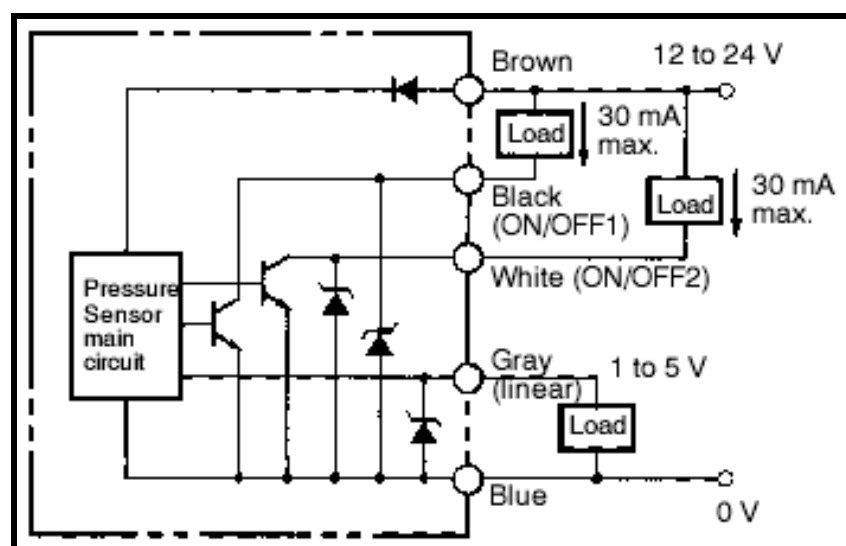 Brown
12 to 24 V
Load
30 mA
max.
Black
(ON/OFF1)
Load
30 mA
max.
White (ON/OFF2)
Pressure
Sensor
main
circuit
Gray
(linear)
1 to 5 V
Load
Blue
0 V